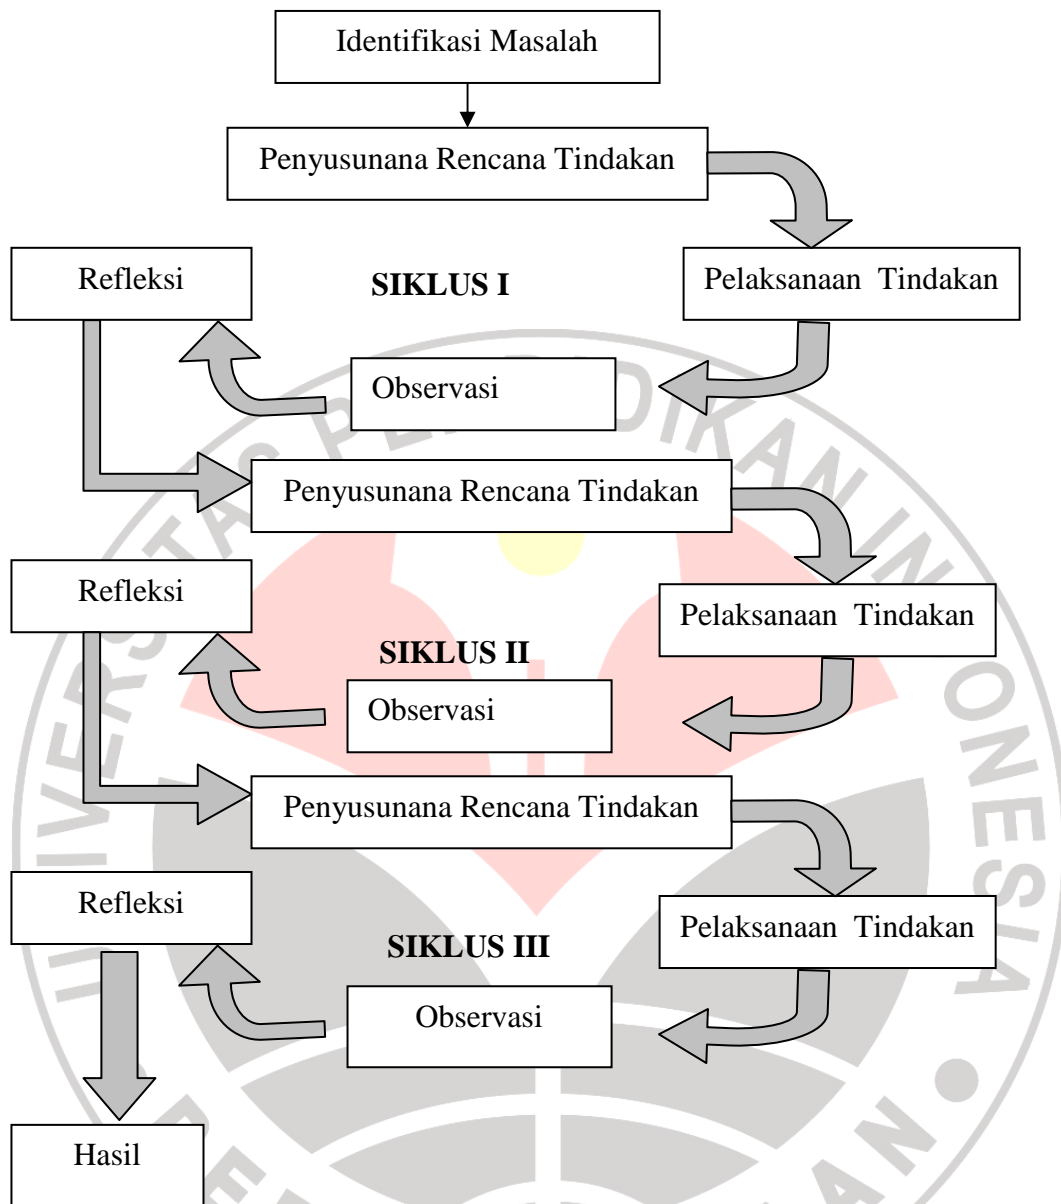 Identifikasi Masalah
Penyusunana Rencana Tindakan
Refleksi
SIKLUS I
Pelaksanaan Tindakan
Observasi
Penyusunana Rencana Tindakan
Refleksi
Pelaksanaan Tindakan
SIKLUS II
Observasi
Penyusunana Rencana Tindakan
Refleksi
Pelaksanaan Tindakan
SIKLUS III
Observasi
Hasil